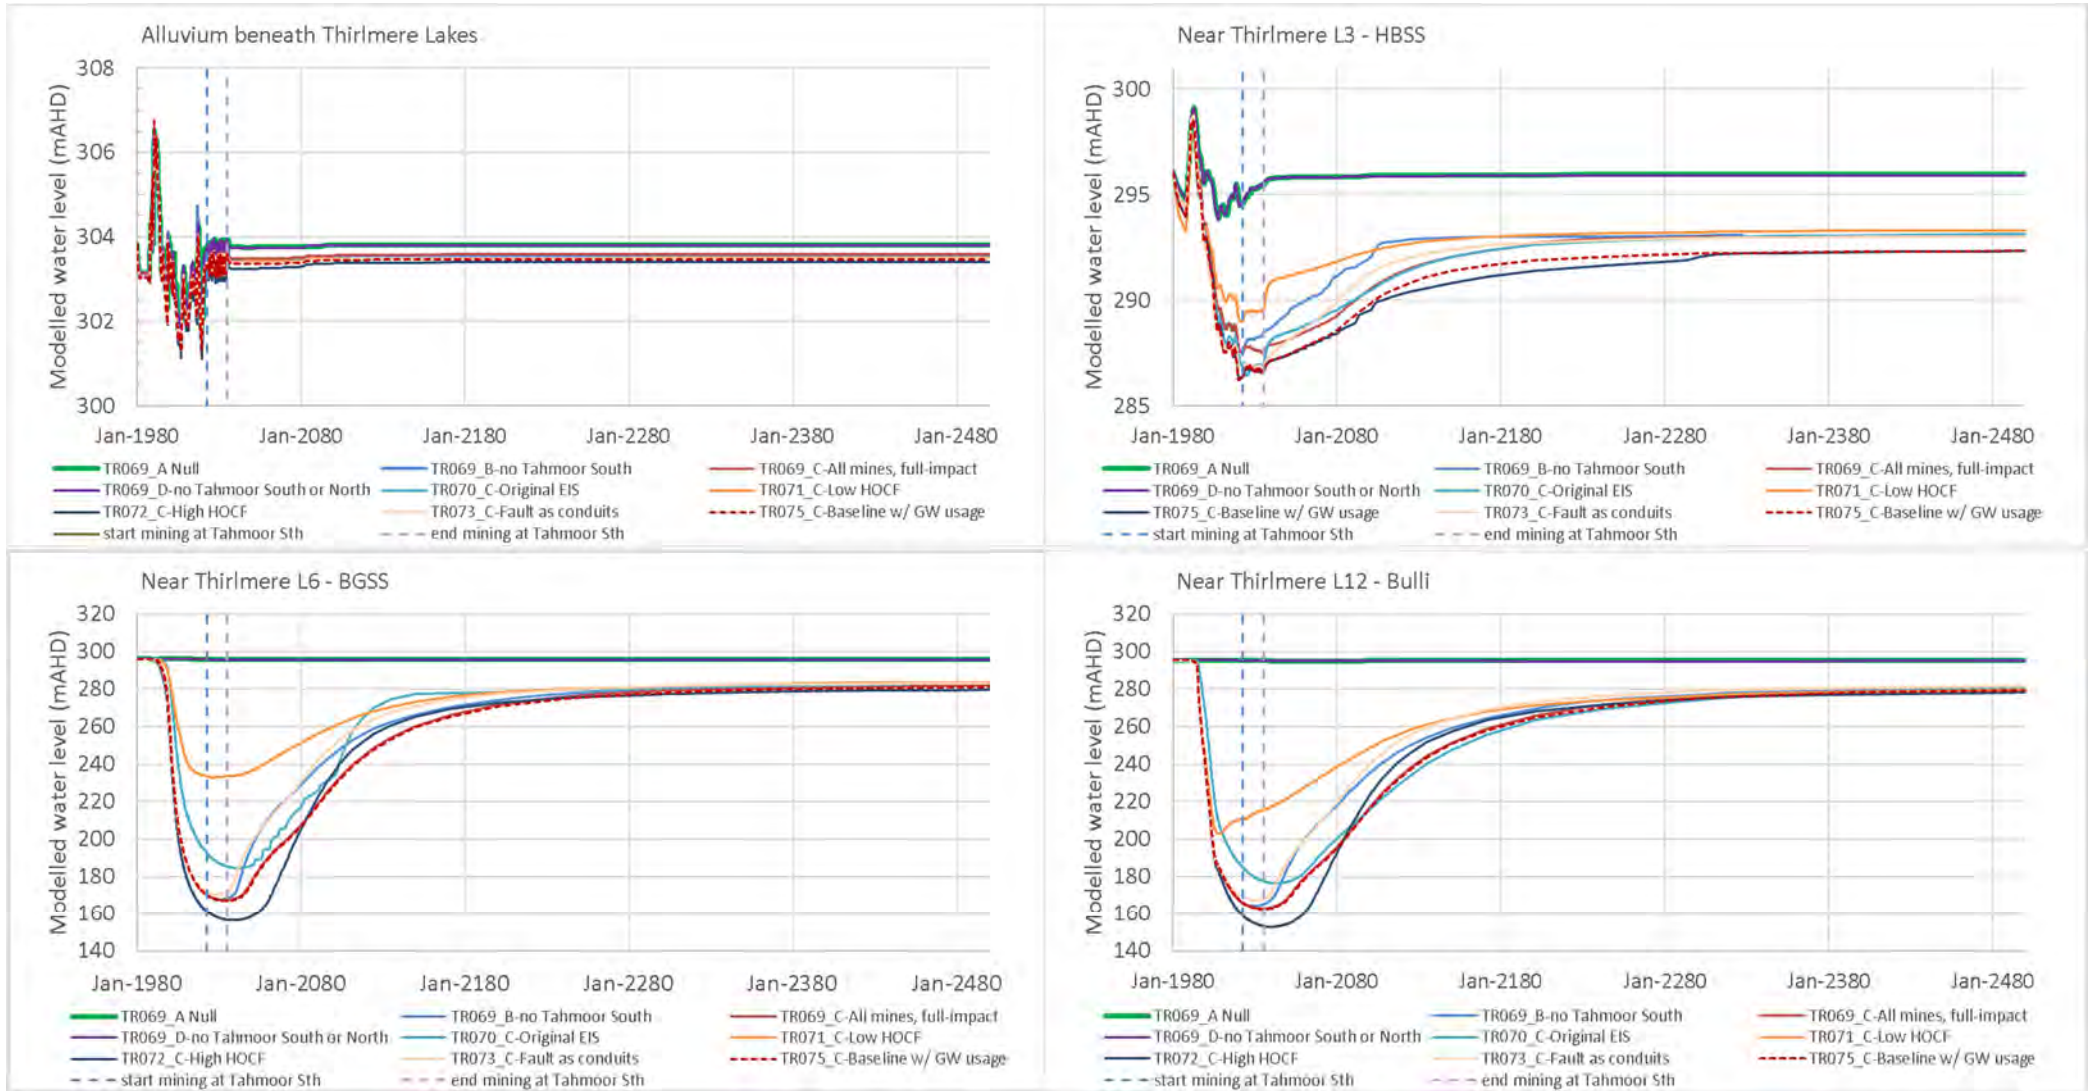 Alluvium beneath Thirlmere Lakes
Modelled water level (mAHD)
308
306
304
302
300
Jan-1980 Jan-2080 Jan-2180 Jan-2280 Jan-2380 Jan-2480
TR069_A Null TR069_B-no Tahmoor South TR069_C-All mines, full-impact
TR069_D-no Tahmoor South or North TR070_C-Original EIS TR071_C-Low HOCF
TR072_C-High HOCF TR073_C-Fault as conduits TR075_C-Baseline w/ GW usage
start mining at Tahmoor Sth end mining at Tahmoor Sth
Near Thirlmere L3 - HBSS
Modelled water level (mAHD)
300
295
290
285
Jan-1980 Jan-2080 Jan-2180 Jan-2280 Jan-2380 Jan-2480
TR069_A Null TR069_B-no Tahmoor South TR069_C-All mines, full-impact
TR069_D-no Tahmoor South or North TR070_C-Original EIS TR071_C-Low HOCF
TR075_C-Baseline w/ GW usage TR073_C-Fault as conduits TR075_C-Baseline w/ GW usage
start mining at Tahmoor Sth end mining at Tahmoor Sth
Near Thirlmere L6 - BGSS
Modelled water level (mAHD)
320
300
280
260
240
220
200
180
160
140
Jan-1980 Jan-2080 Jan-2180 Jan-2280 Jan-2380 Jan-2480
TR069_A Null TR069_B-no Tahmoor South TR069_C-All mines, full-impact
TR069_D-no Tahmoor South or North TR070_C-Original EIS TR071_C-Low HOCF
TR072_C-High HOCF TR073_C-Fault as conduits TR075_C-Baseline w/ GW usage
start mining at Tahmoor Sth end mining at Tahmoor Sth
Near Thirlmere L12 - Bulli
Modelled water level (mAHD)
320
300
280
260
240
220
200
180
160
140
Jan-1980 Jan-2080 Jan-2180 Jan-2280 Jan-2380 Jan-2480
TR069_A Null TR069_B-no Tahmoor South TR069_C-All mines, full-impact
TR069_D-no Tahmoor South or North TR070_C-Original EIS TR071_C-Low HOCF
TR072_C-High HOCF TR073_C-Fault as conduits TR075_C-Baseline w/ GW usage
start mining at Tahmoor Sth end mining at Tahmoor Sth